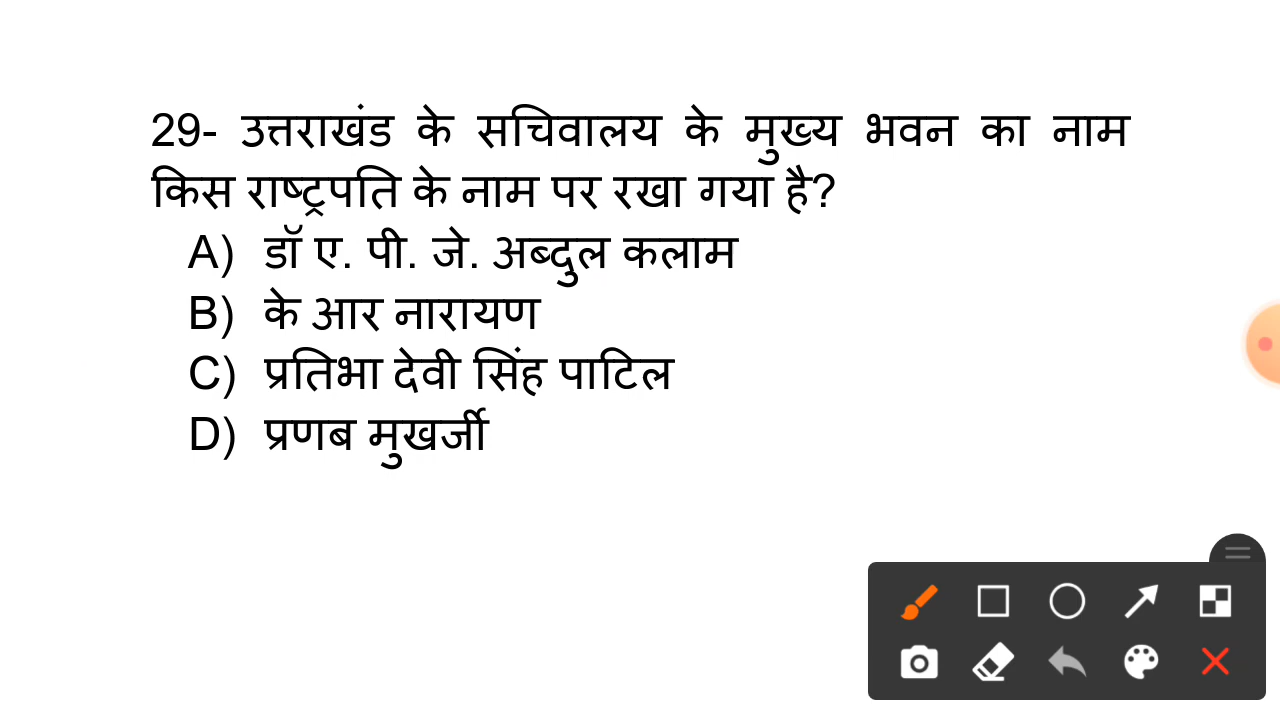 29- उत्तराखंड के सचिवालय के मुख्य भवन का नाम
किस राष्ट्रपति के नाम पर रखा गया है?
A) डॉ ए. पी. जे. अब्दुल कलाम
B) के आर नारायण
C) प्रतिभा देवी सिंह पाटिल
D) प्रणब मुखर्जी